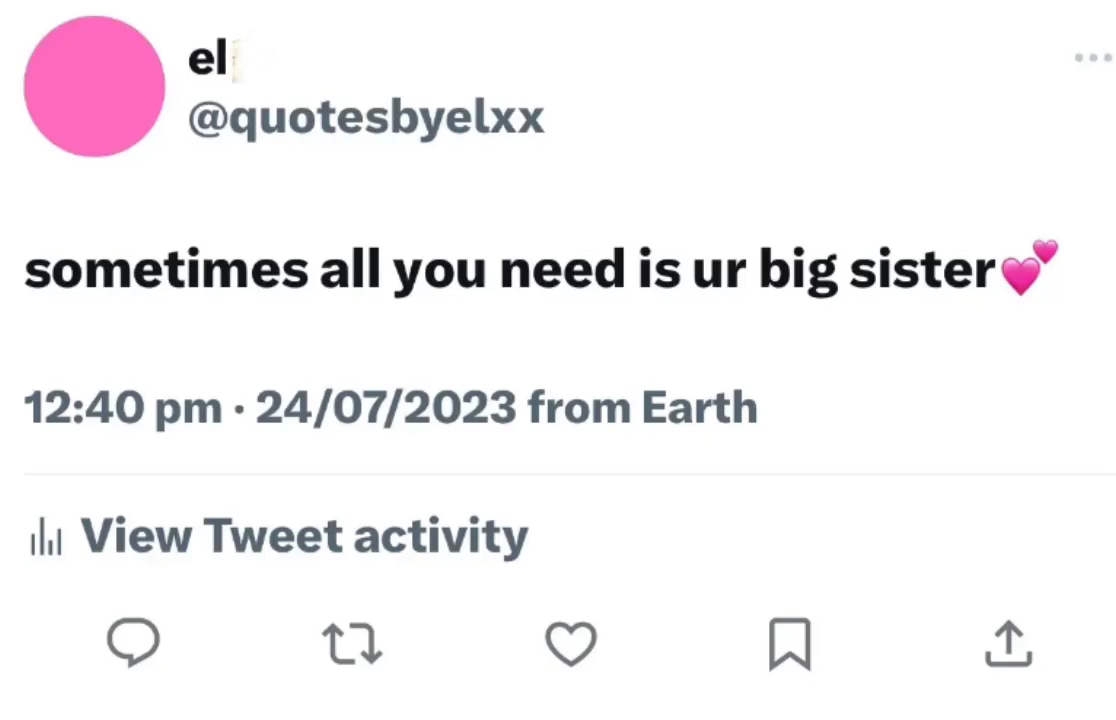 el
@quotesbyelxx
sometimes all you need is ur big sister💕
12:40 pm · 24/07/2023 from Earth
View Tweet activity